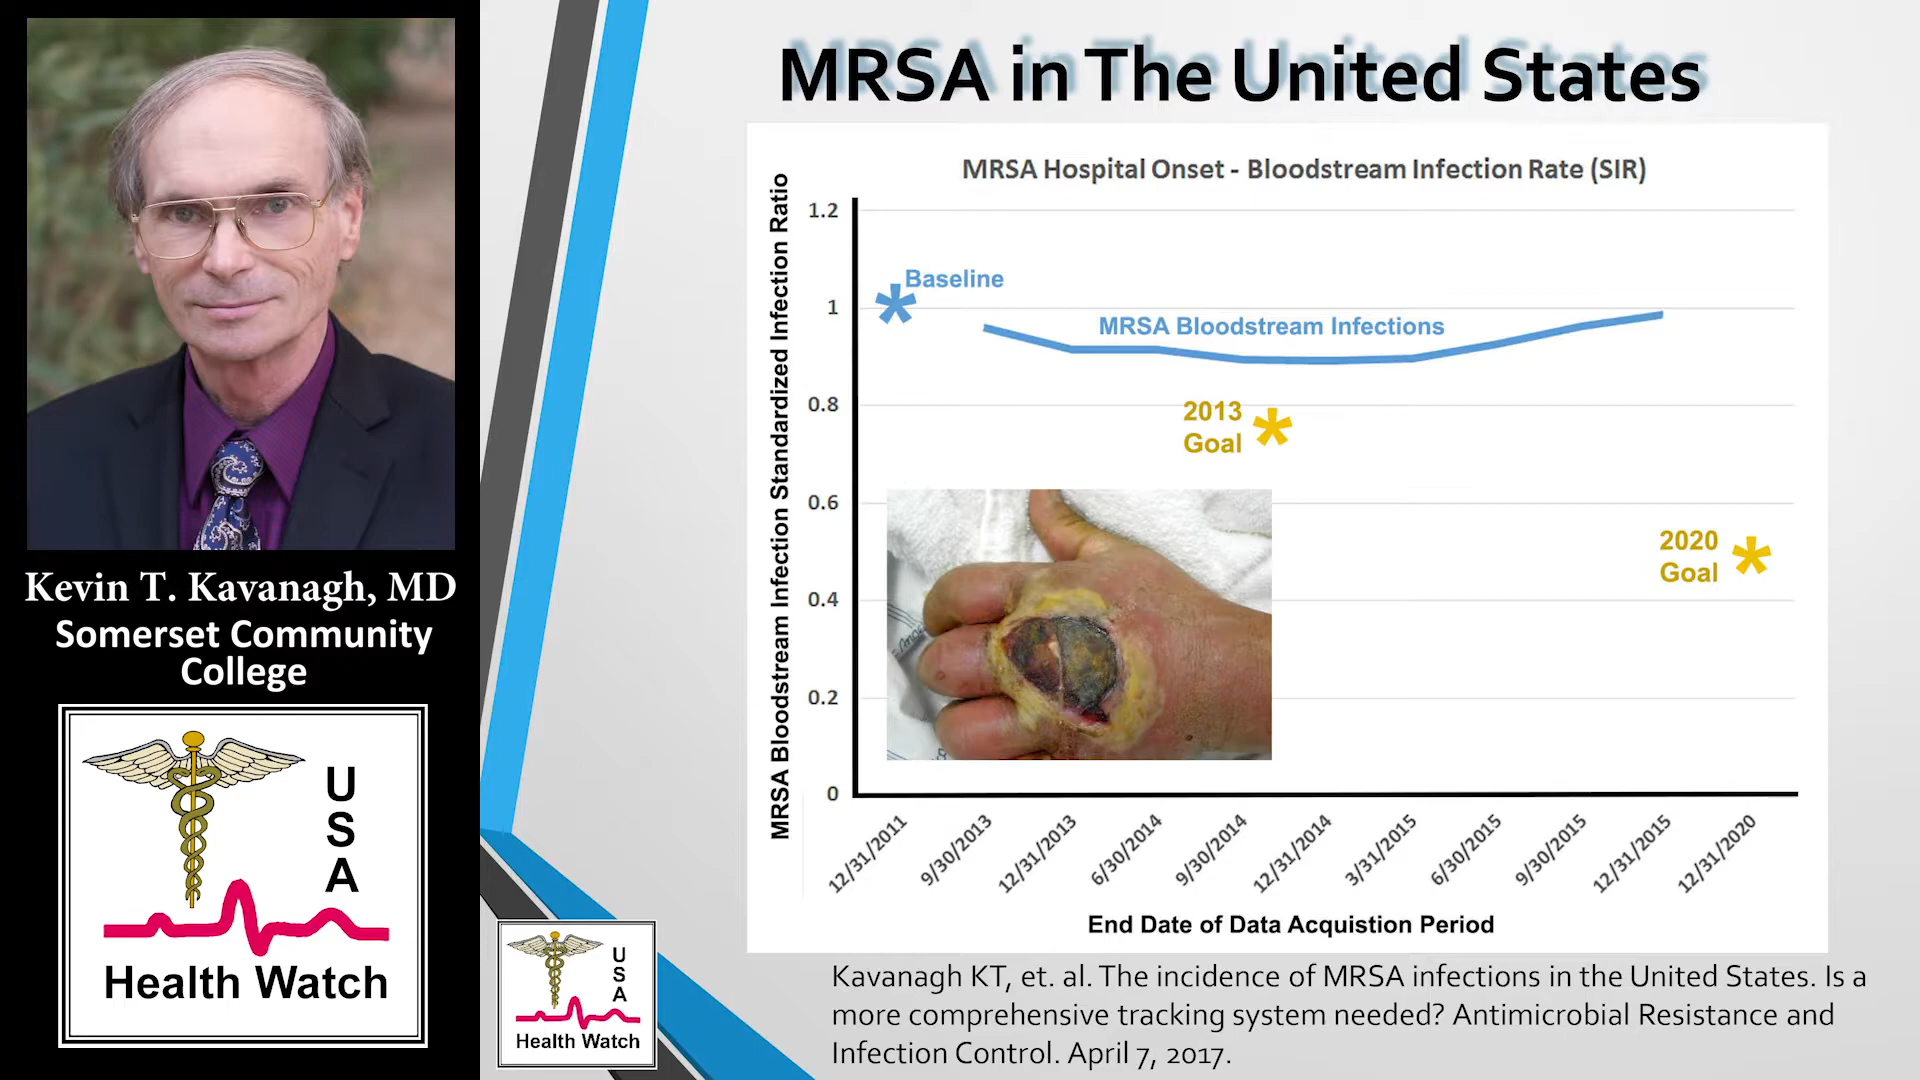 Kevin T. Kavanagh, MD
Somerset Community
College
U
S
A
Health Watch
MRSA in The United States
MRSA Hospital Onset - Bloodstream Infection Rate (SIR)
MRSA Bloodstream Infection Standardized Infection Ratio
1.2
1
0.8
0.6
0.4
0.2
0
Baseline
MRSA Bloodstream Infections
2013
Goal
2020
Goal
12/31/2011
9/30/2013
12/31/2013
6/30/2014
9/30/2014
12/31/2014
3/31/2015
6/30/2015
9/30/2015
12/31/2015
12/31/2020
End Date of Data Acquistion Period
U
S
A
Health Watch
Kavanagh KT, et. al. The incidence of MRSA infections in the United States. Is a
more comprehensive tracking system needed? Antimicrobial Resistance and
Infection Control. April 7, 2017.